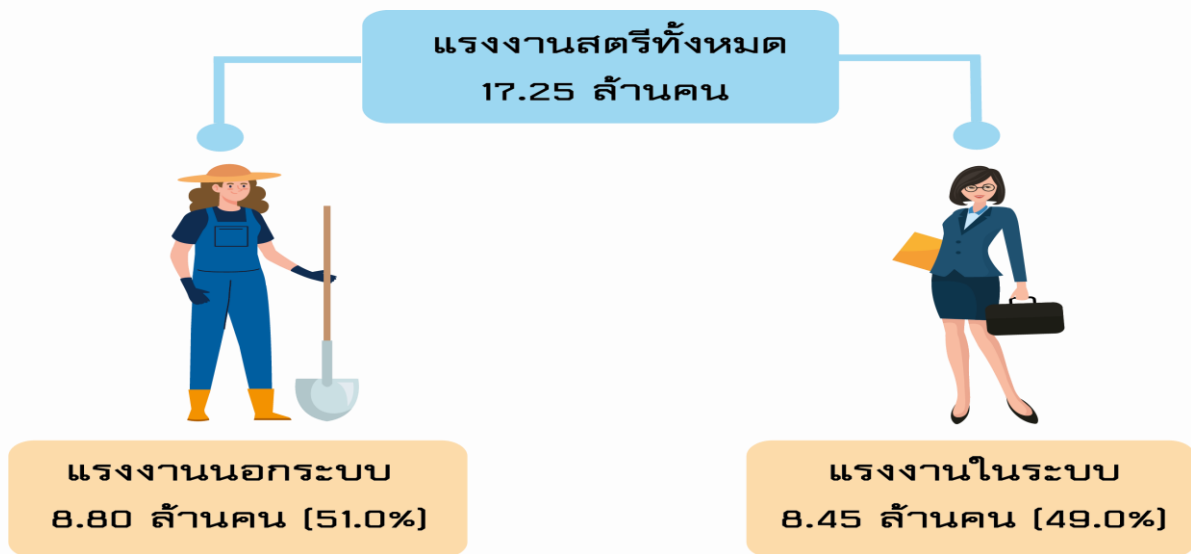 แรงงานสตรีทั้งหมด
17.25 ล้านคน
แรงงานนอกระบบ
8.80 ล้านคน (51.0%)
แรงงานในระบบ
8.45 ล้านคน (49.0%)